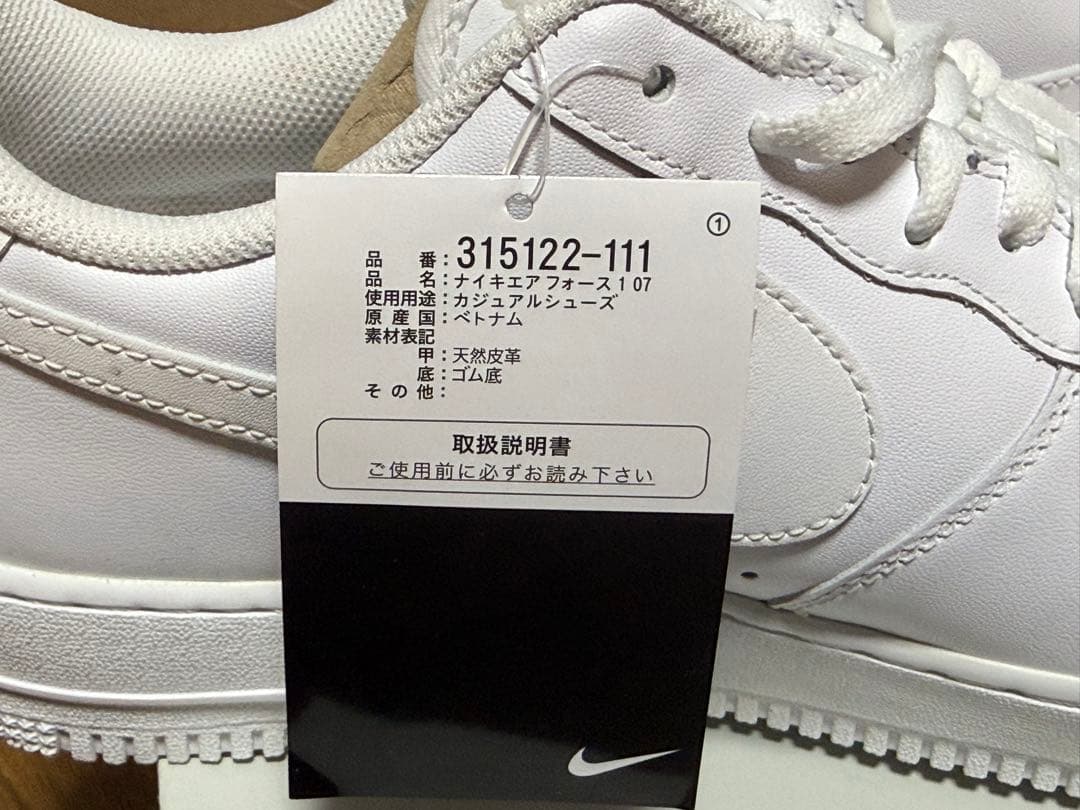 ①
品番：315122-111
品名：ナイキエア フォース 1 07
使用用途：カジュアルシューズ
原産国：ベトナム
素材表記
甲：天然皮革
底：ゴム底
その他：
取扱説明書
ご使用前に必ずお読み下さい